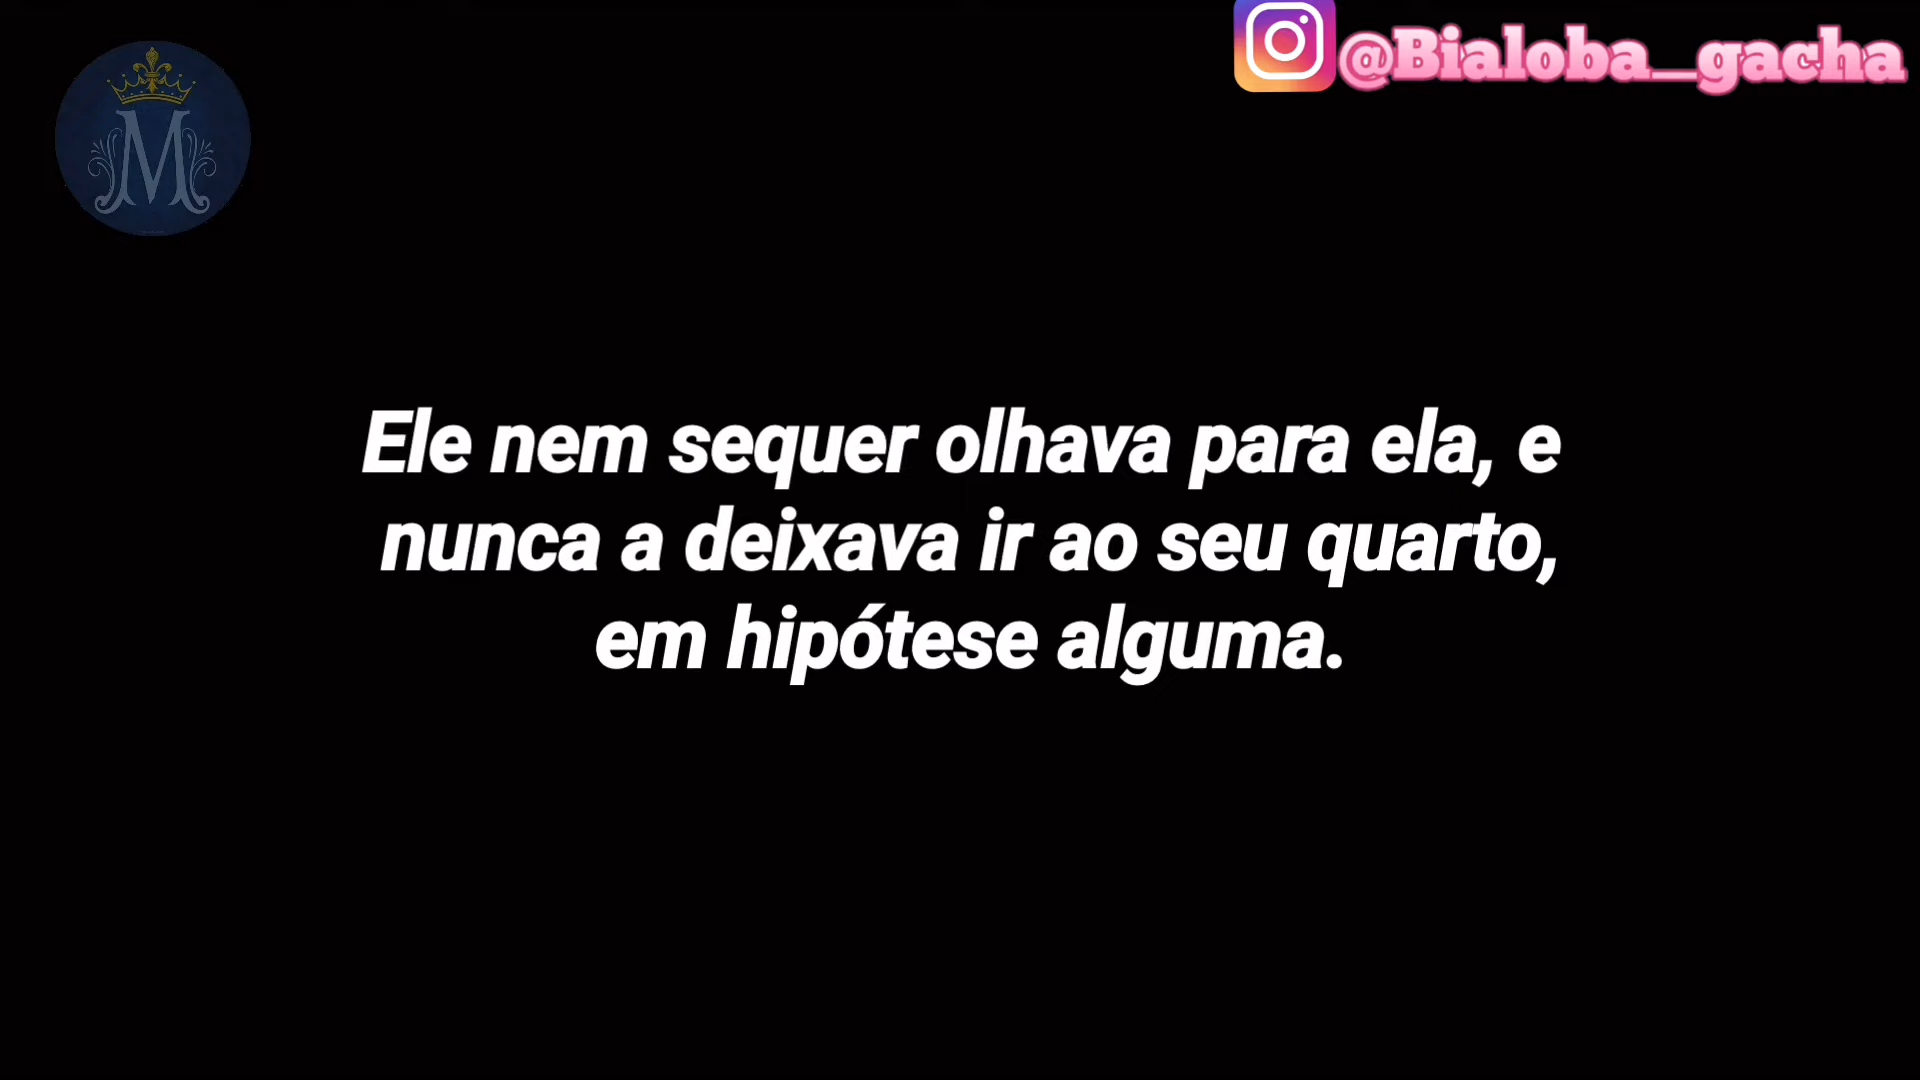 M
@Bialoba_gacha
Ele nem sequer olhava para ela, e
nunca a deixava ir ao seu quarto,
em hipótese alguma.